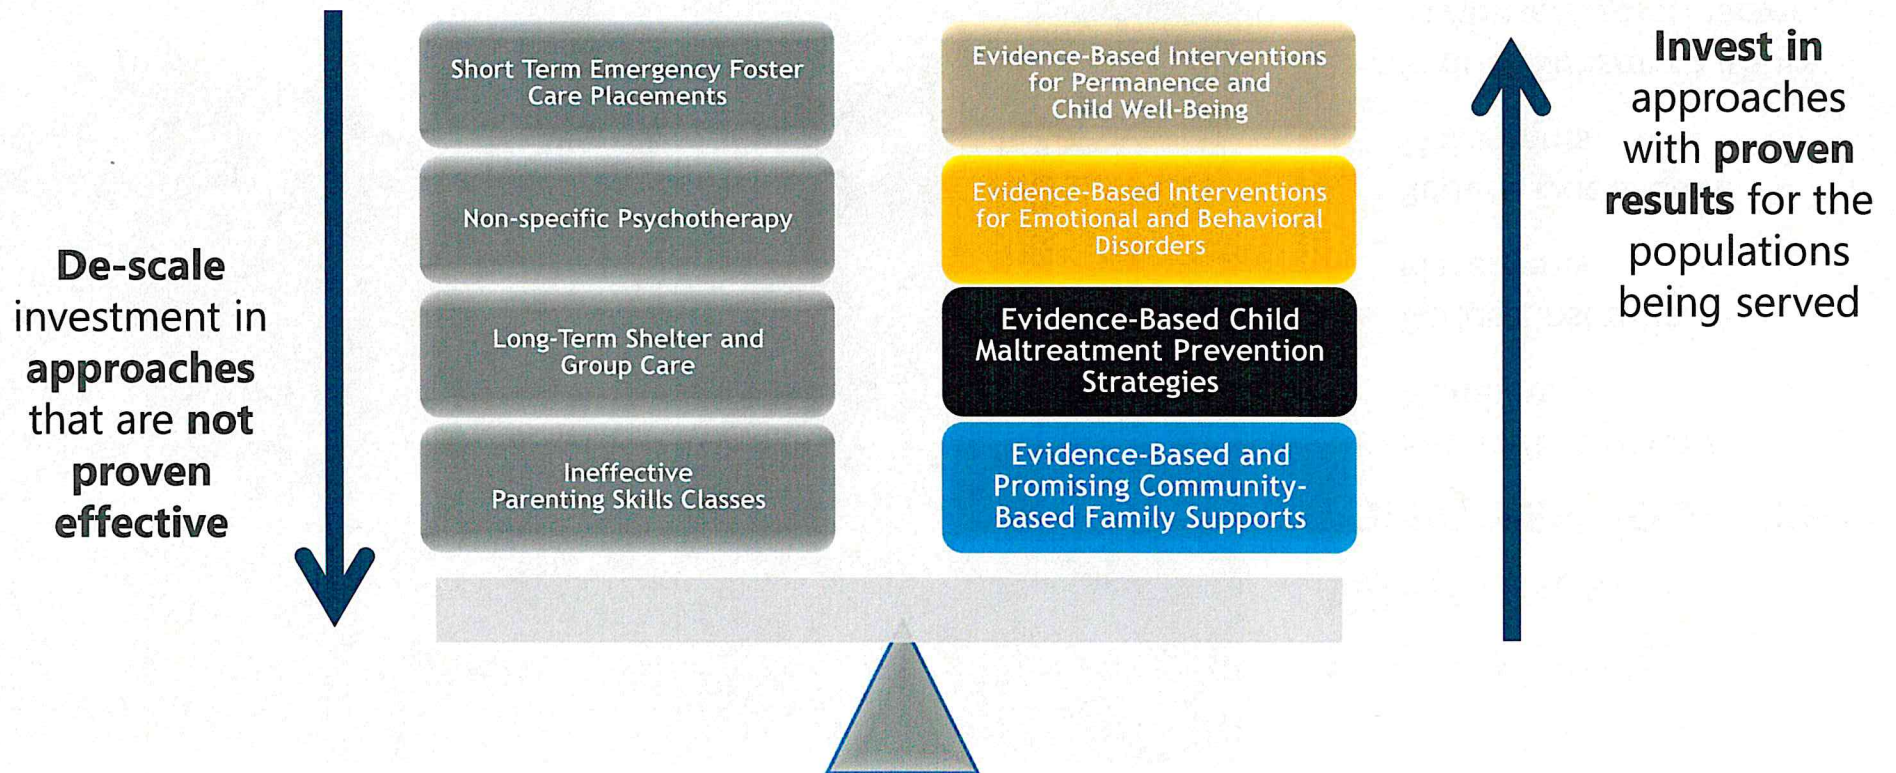 De-scale
investment in
approaches
that are not
proven
effective
Short Term Emergency Foster
Care Placements
Non-specific Psychotherapy
Long-Term Shelter and
Group Care
Ineffective
Parenting Skills Classes
Evidence-Based Interventions
for Permanence and
Child Well-Being
Evidence-Based Interventions
for Emotional and Behavioral
Disorders
Evidence-Based Child
Maltreatment Prevention
Strategies
Evidence-Based and
Promising Community-
Based Family Supports
Invest in
approaches
with proven
results for the
populations
being served